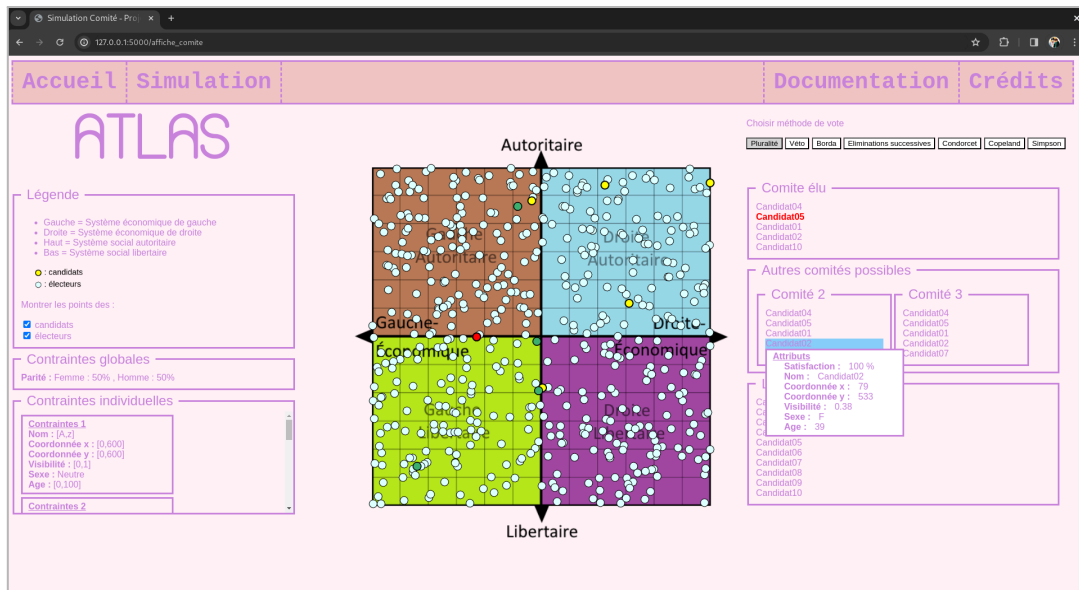 Simulation Comité - Pro
127.0.0.1:5000/affiche_comite
Accueil
Simulation
Documentation
Crédits
ATLAS
Légende
Gauche = Système économique de gauche
Droite = Système économique de droite
Haut = Système social autoritaire
Bas = Système social libertaire
: candidats
: électeurs
Montrer les points des :
candidats
électeurs
Contraintes globales
Parité : Femme : 50% , Homme : 50%
Contraintes individuelles
Contraintes 1
Nom : [A,z]
Coordonnée x : [0,600]
Coordonnée y : [0,600]
Visibilité : [0,1]
Sexe : Neutre
Age : [0,100]
Contraintes 2
Autoritaire
Gauche
Autoritaire
Droite
Autoritaire
Gauche-
Économique
Droite-
Économique
Gauche
Libertaire
Droite
Libertaire
Libertaire
Choisir méthode de vote
Pluralité
Véto
Borda
Eliminations successives
Condorcet
Copeland
Simpson
Comite élu
Candidat04
Candidat05
Candidat01
Candidat02
Candidat10
Autres comités possibles
Comité 2
Candidat04
Candidat05
Candidat01
Candidat02
Comité 3
Candidat04
Candidat05
Candidat01
Candidat02
Candidat07
Attributs
Satisfaction : 100 %
Nom : Candidat02
Coordonnée x : 79
Coordonnée y : 533
Visibilité : 0.38
Sexe : F
Age : 39
Candidat05
Candidat06
Candidat07
Candidat08
Candidat09
Candidat10